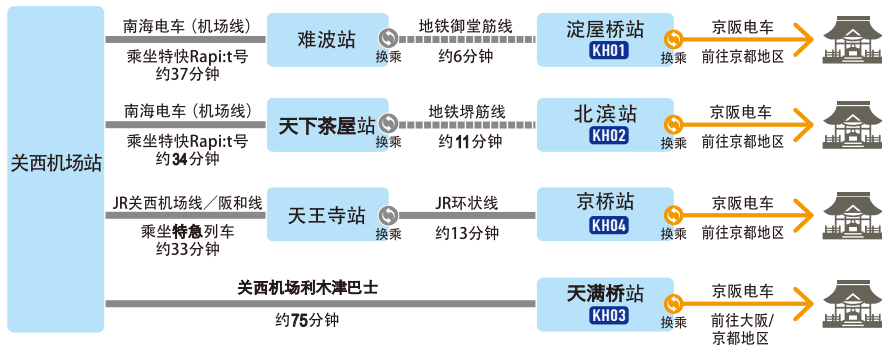 关西机场站
南海电车（机场线）
乘坐特快Rapi:t号
约37分钟
难波站
换乘
地铁御堂筋线
约6分钟
淀屋桥站
KH01
换乘
京阪电车
前往京都地区
南海电车（机场线）
乘坐特快Rapi:t号
约34分钟
天下茶屋站
换乘
地铁堺筋线
约11分钟
北滨站
KH02
换乘
京阪电车
前往京都地区
JR关西机场线／阪和线
乘坐特急列车
约33分钟
天王寺站
换乘
JR环状线
约13分钟
京桥站
KH04
换乘
京阪电车
前往京都地区
关西机场利木津巴士
约75分钟
天满桥站
KH03
换乘
京阪电车
前往大阪/
京都地区